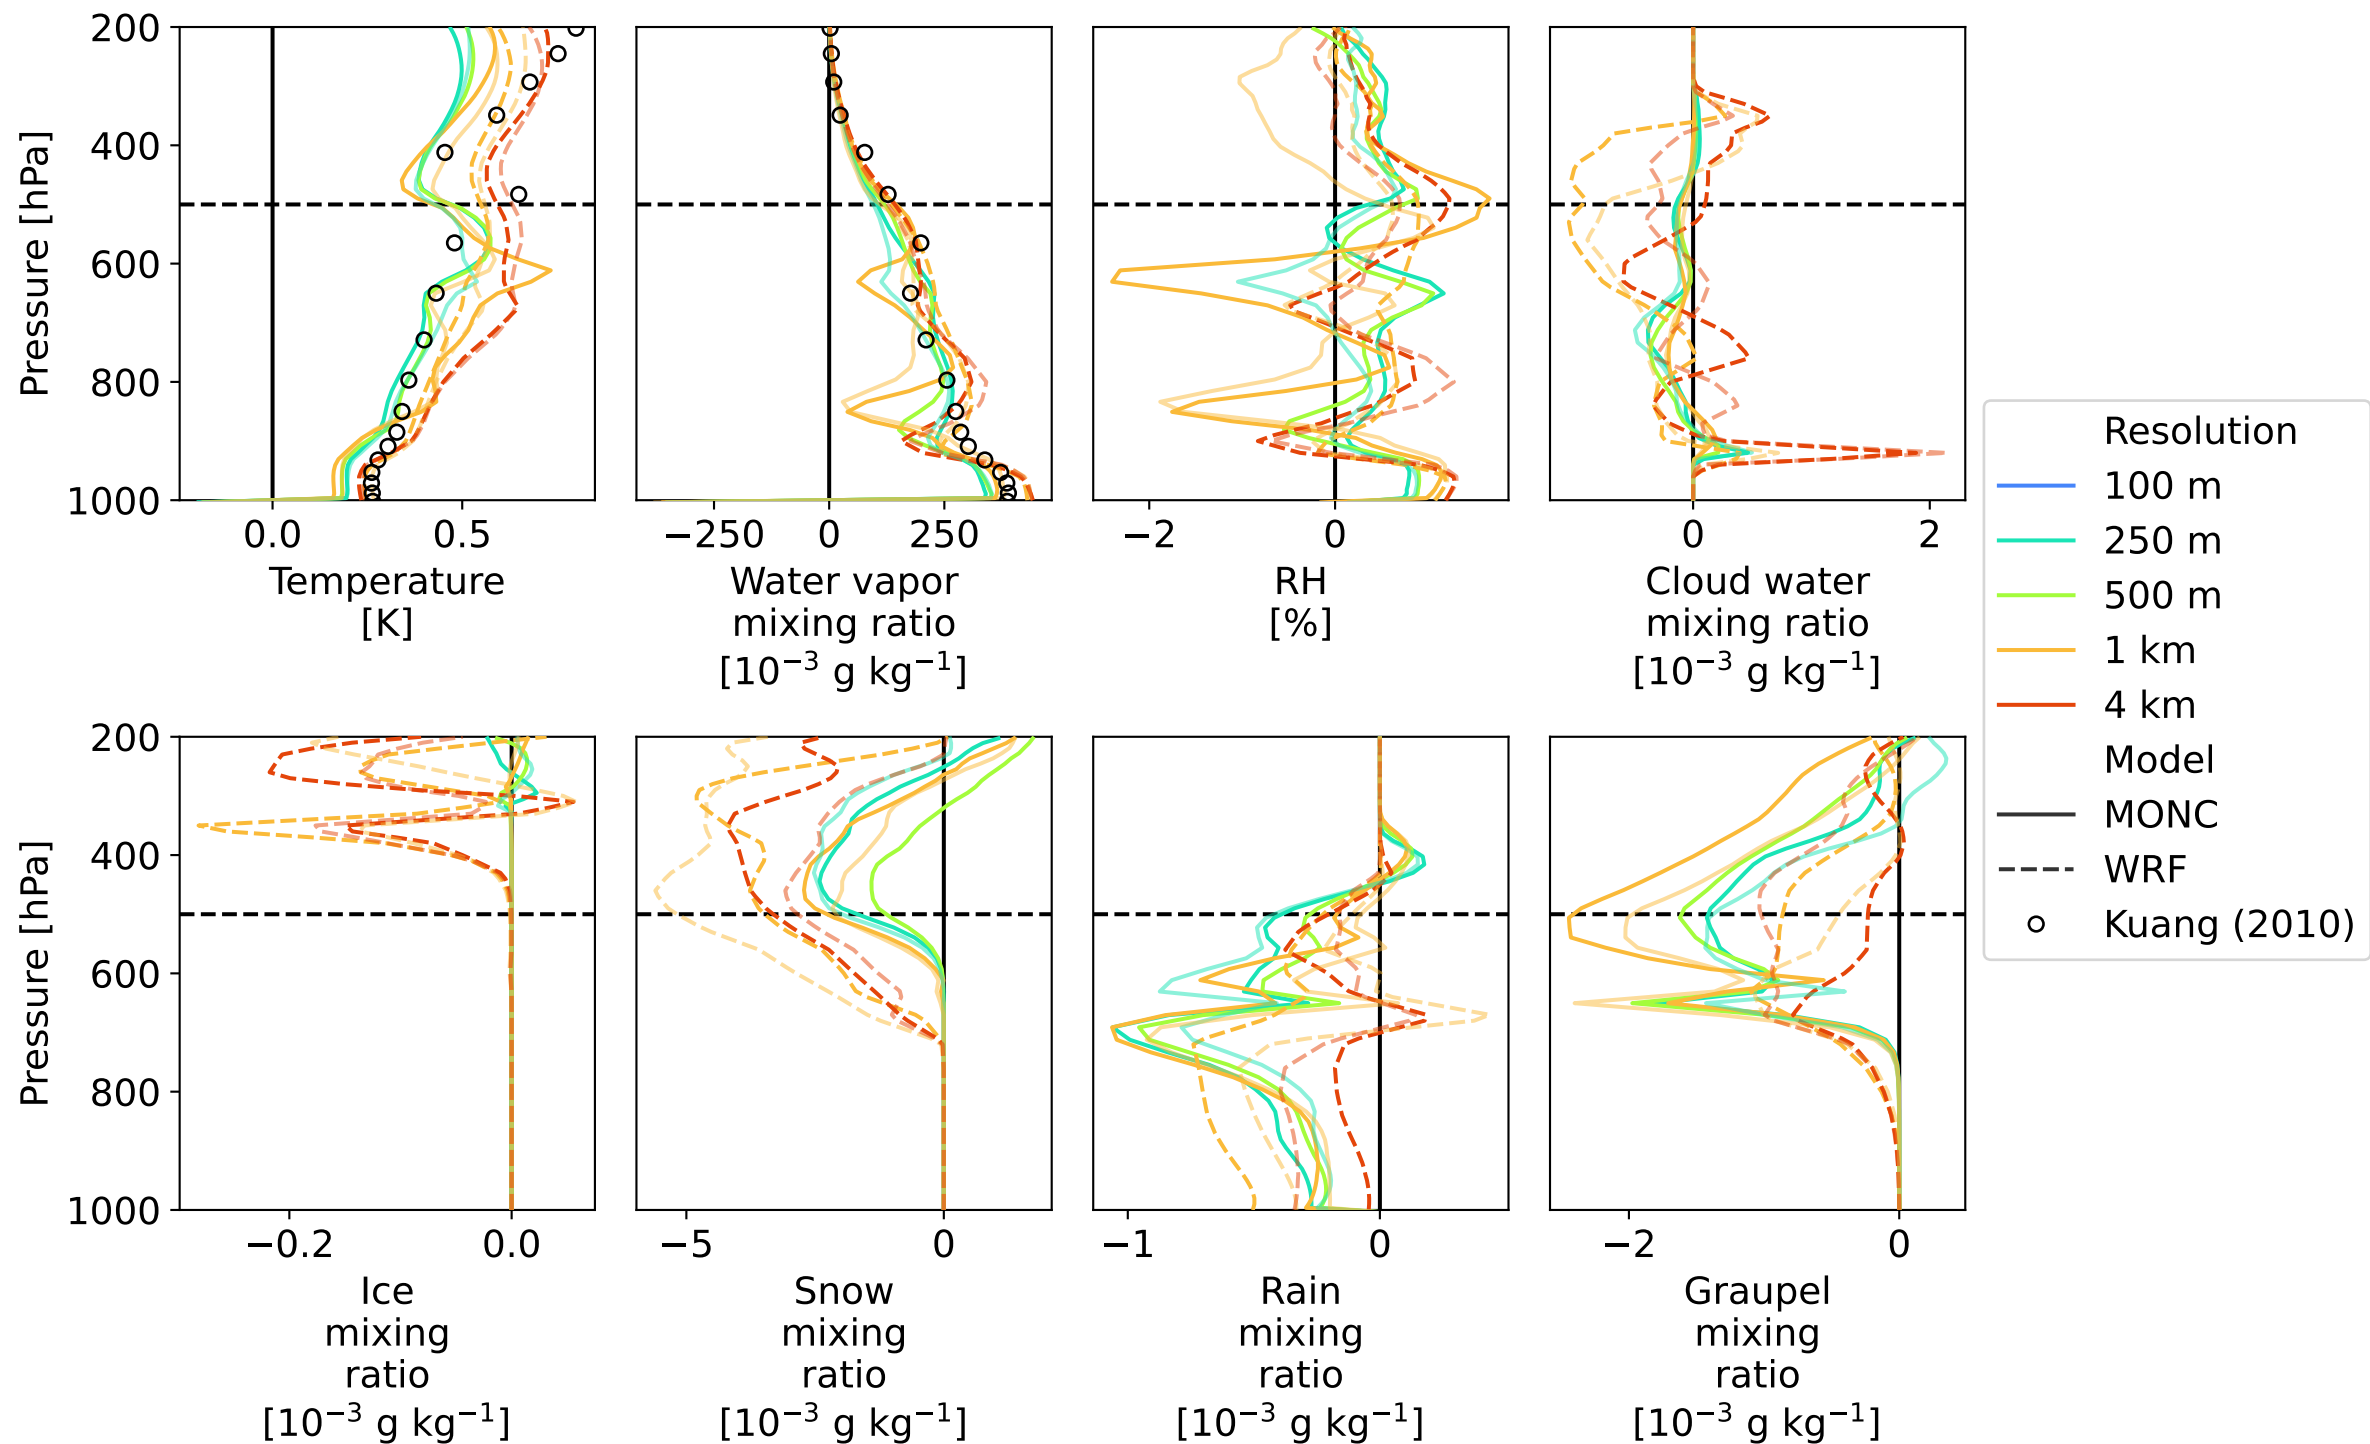 200
400
600
800
1000
Pressure [hPa]
0.0 0.5
Temperature
[K]
−250 0 250
Water vapor
mixing ratio
[10⁻³ g kg⁻¹]
−2 0
RH
[%]
0 2
Cloud water
mixing ratio
[10⁻³ g kg⁻¹]
200
400
600
800
1000
Pressure [hPa]
−0.2 0.0
Ice
mixing
ratio
[10⁻³ g kg⁻¹]
−5 0
Snow
mixing
ratio
[10⁻³ g kg⁻¹]
−1 0
Rain
mixing
ratio
[10⁻³ g kg⁻¹]
−2 0
Graupel
mixing
ratio
[10⁻³ g kg⁻¹]
Resolution
100 m
250 m
500 m
1 km
4 km
Model
MONC
WRF
Kuang (2010)